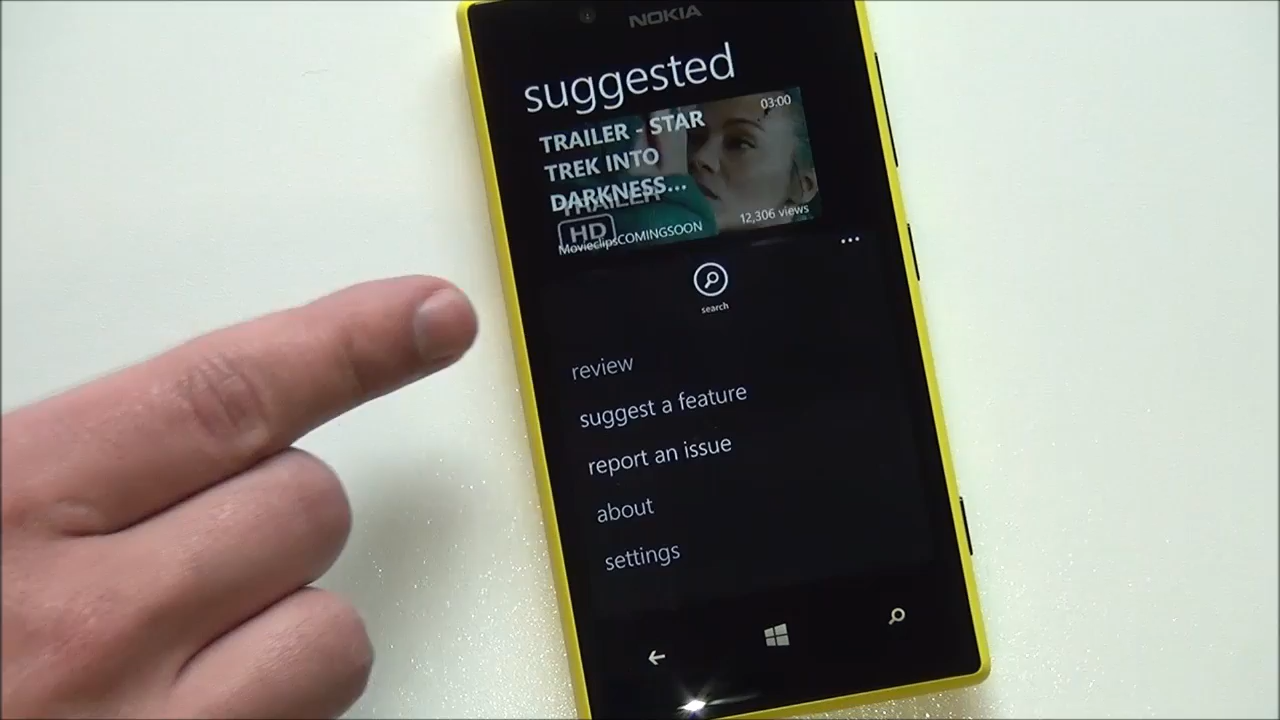 NOKIA
suggested
03:00
TRAILER - STAR
TREK INTO
DARKNESS...
TRAILER
HD
12,306 views
MovieclipsCOMINGSOON
search
review
suggest a feature
report an issue
about
settings